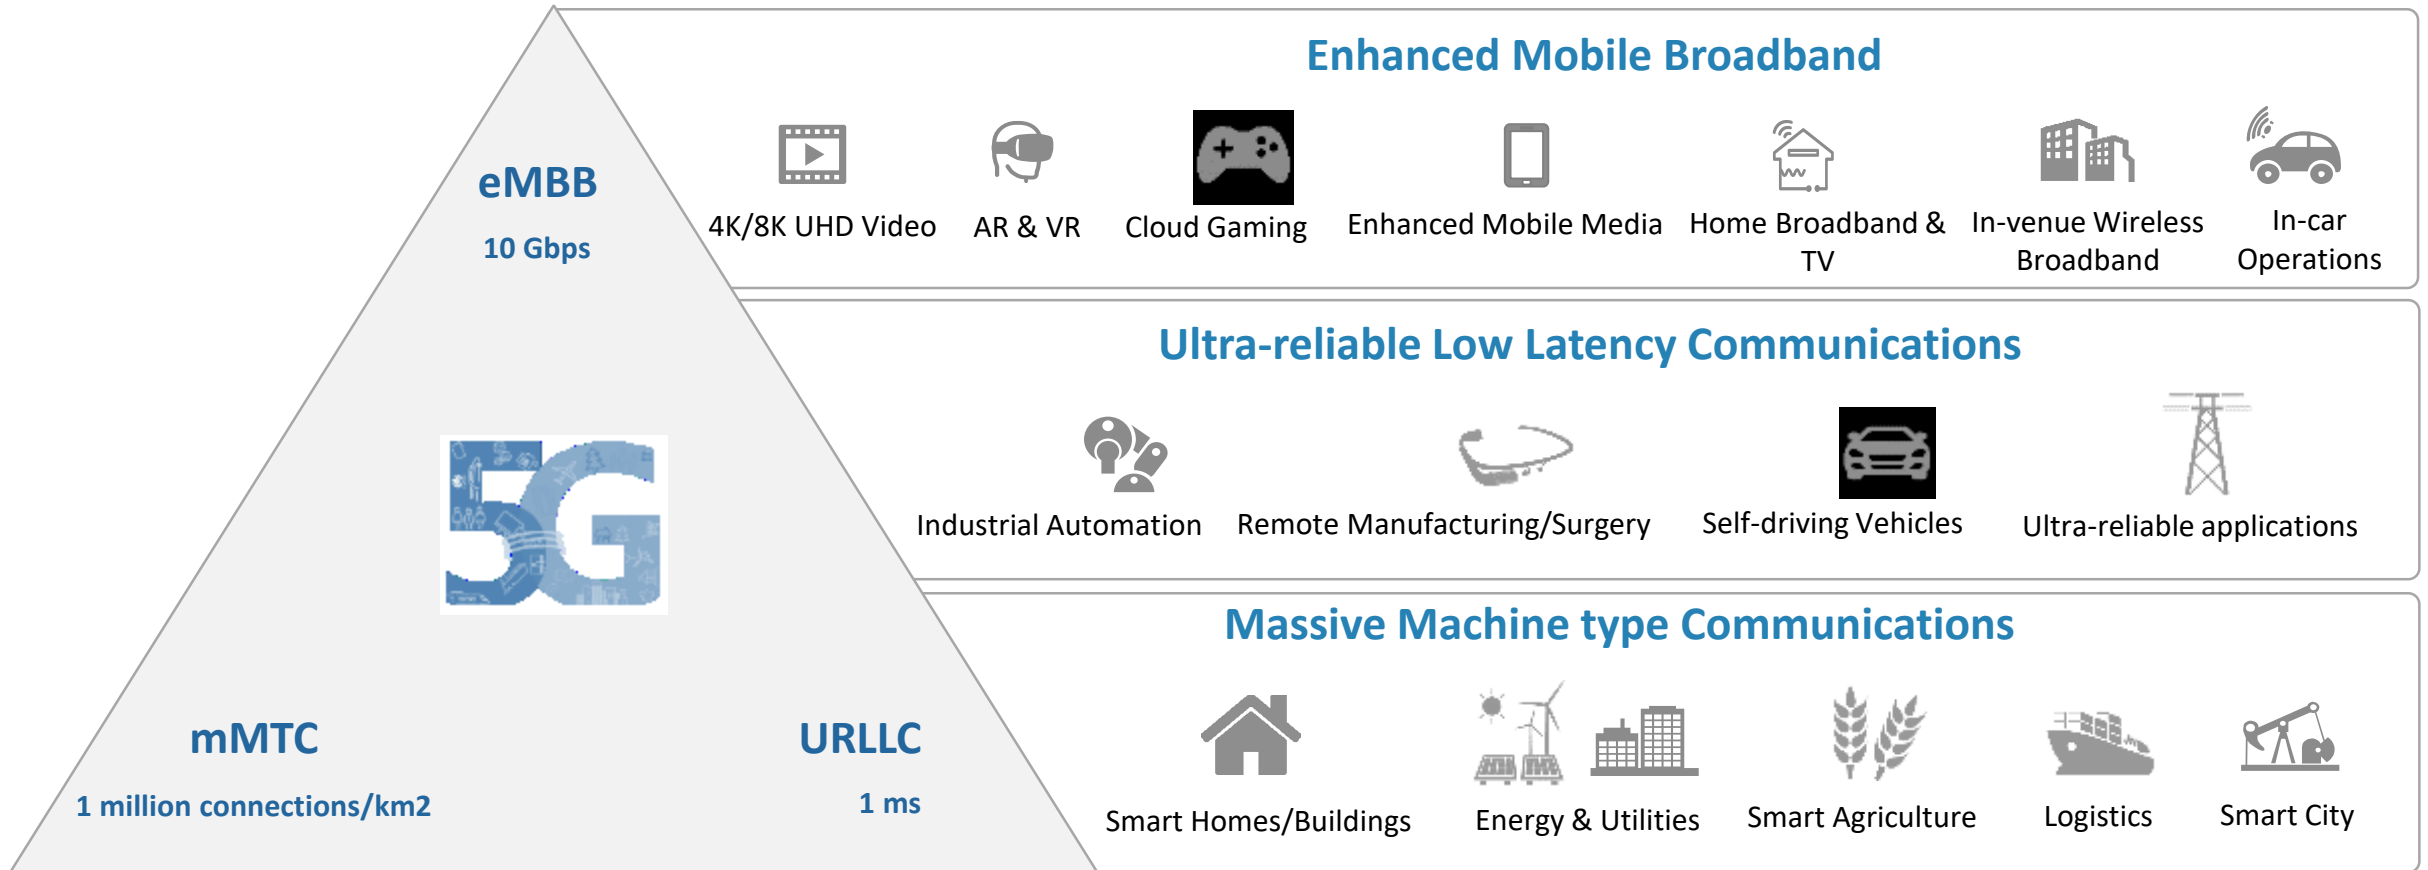 eMBB
10 Gbps
5G
mMTC
1 million connections/km2
URLLC
1 ms
Enhanced Mobile Broadband
4K/8K UHD Video
AR & VR
Cloud Gaming
Enhanced Mobile Media
Home Broadband &
TV
In-venue Wireless
Broadband
In-car
Operations
Ultra-reliable Low Latency Communications
Industrial Automation
Remote Manufacturing/Surgery
Self-driving Vehicles
Ultra-reliable applications
Massive Machine type Communications
Smart Homes/Buildings
Energy & Utilities
Smart Agriculture
Logistics
Smart City